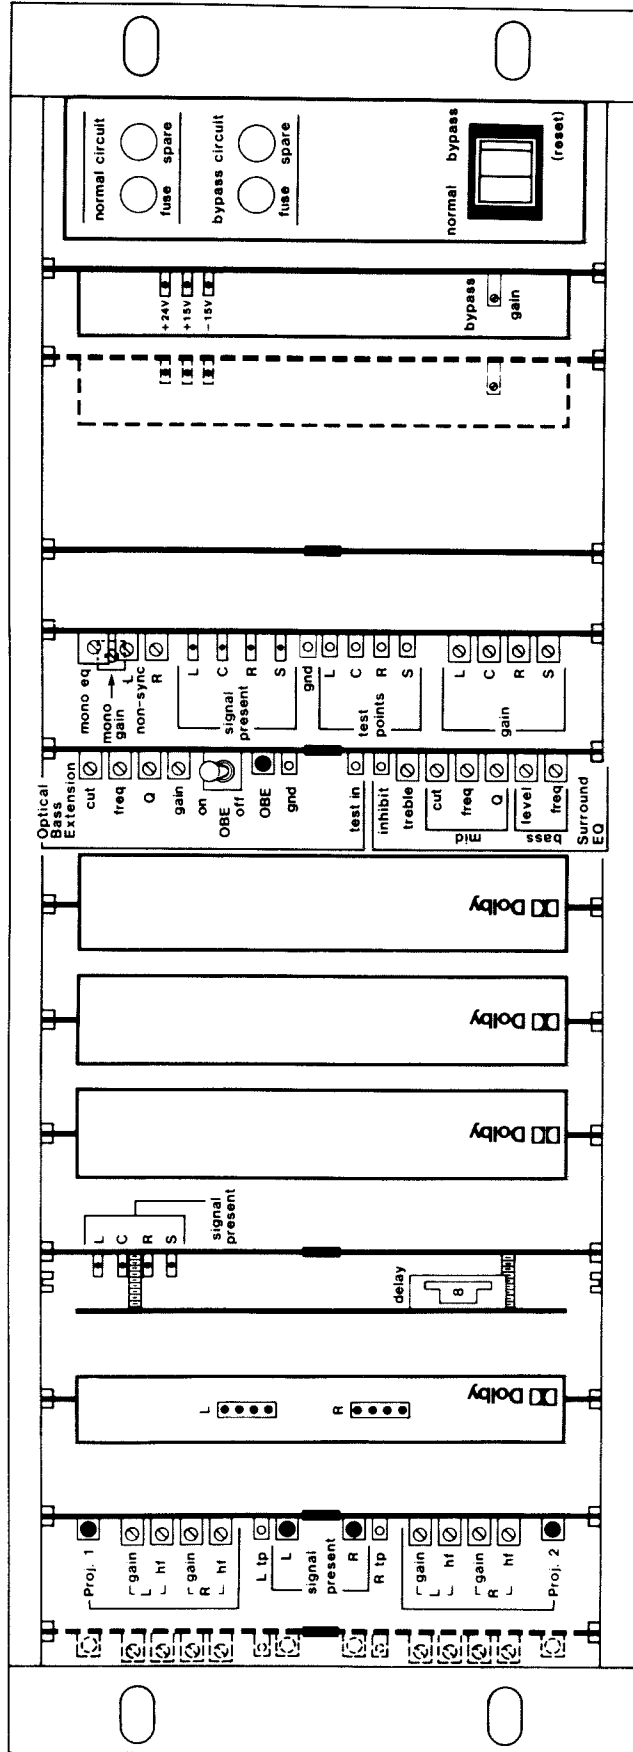 normal circuit
fuse
spare
bypass circuit
fuse
spare
normal
bypass
(reset)
+24V
+15V
-15V
bypass
gain
mono eq
mono
gain
L
R
non-sync
L
C
R
S
signal
present
gnd
L
C
R
S
test
points
L
C
R
S
gain
Optical
Bass
Extension
cut
freq
Q
gain
on
OBE
off
OBE
gnd
test in
inhibit
treble
cut
freq
Q
mid
level
freq
bass
Surround
EQ
Dolby
Dolby
Dolby
L
C
R
S
signal
present
delay
8
L
R
Dolby
Proj. 1
gain
hf
L
gain
hf
R
L tp
L
signal
present
R
R tp
gain
hf
L
gain
hf
R
Proj. 2